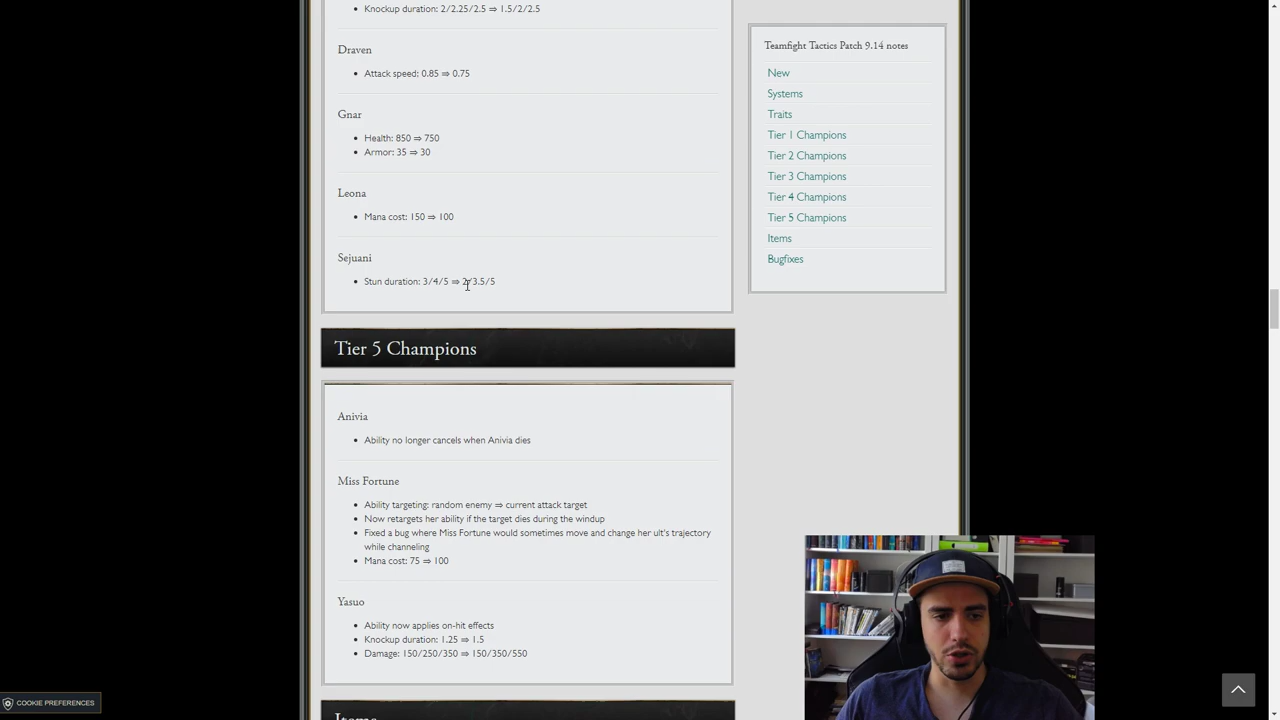 Knockup duration: 2/2.25/2.5 ⇒ 1.5/2/2.5
Draven
Attack speed: 0.85 ⇒ 0.75
Gnar
Health: 850 ⇒ 750
Armor: 35 ⇒ 30
Leona
Mana cost: 150 ⇒ 100
Sejuani
Stun duration: 3/4/5 ⇒ 2/3.5/5
Tier 5 Champions
Anivia
Ability no longer cancels when Anivia dies
Miss Fortune
Ability targeting: random enemy ⇒ current attack target
Now retargets her ability if the target dies during the windup
Fixed a bug where Miss Fortune would sometimes move and change her ult's trajectory
while channeling
Mana cost: 75 ⇒ 100
Yasuo
Ability now applies on-hit effects
Knockup duration: 1.25 ⇒ 1.5
Damage: 150/250/350 ⇒ 150/350/550
Items
Teamfight Tactics Patch 9.14 notes
New
Systems
Traits
Tier 1 Champions
Tier 2 Champions
Tier 3 Champions
Tier 4 Champions
Tier 5 Champions
Items
Bugfixes
COOKIE PREFERENCES